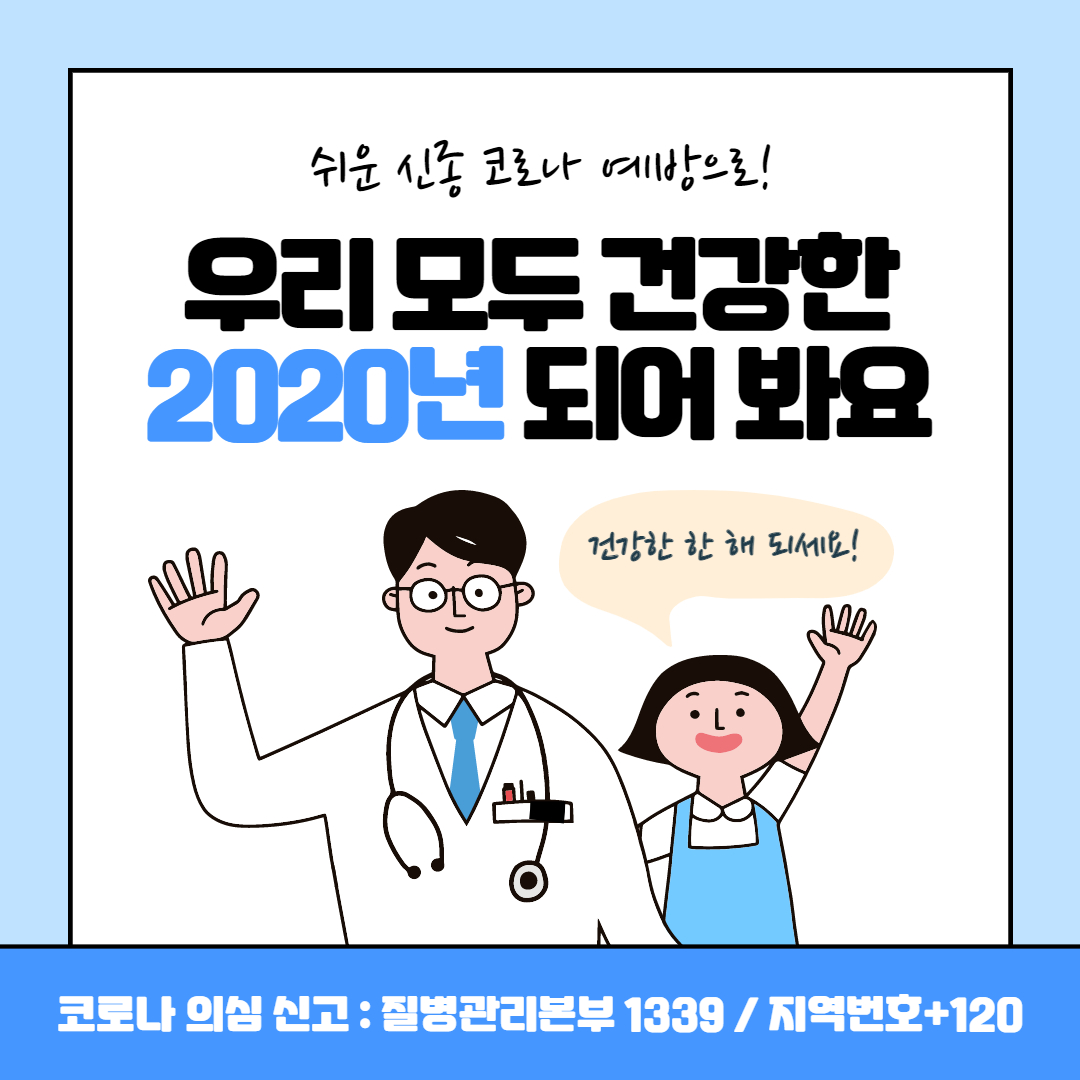 쉬운 신종 코로나 예방으로!
우리 모두 건강한
2020년 되어 봐요
건강한 한 해 되세요!
코로나 의심 신고 : 질병관리본부 1339 / 지역번호+120